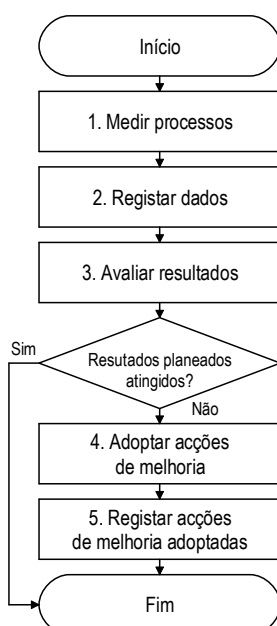 Início
1. Medir processos
2. Registar dados
3. Avaliar resultados
Sim
Resutados planeados
atingidos?
Não
4. Adoptar acções
de melhoria
5. Registar acções
de melhoria adoptadas
Fim